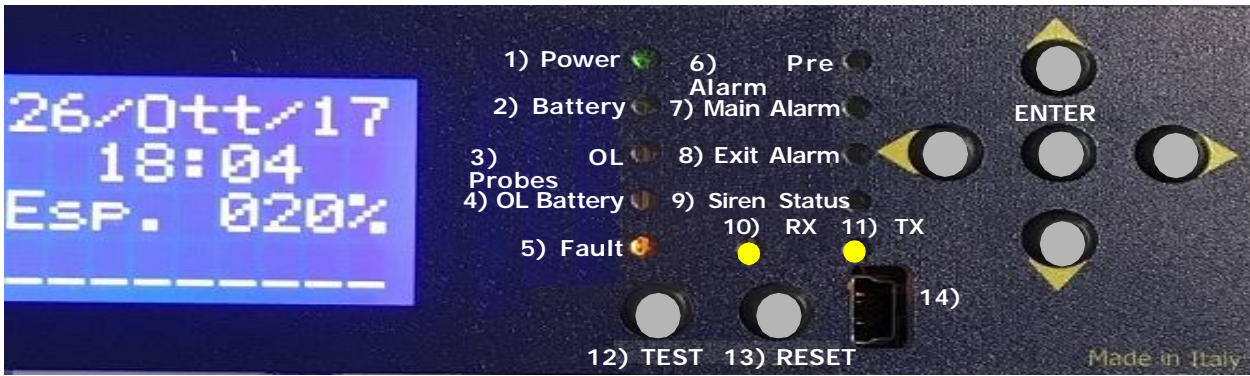 26/Ott/17
18:04
Esp. 020%
1) Power
2) Battery
3) OL
Probes
4) OL Battery
5) Fault
6) Pre
Alarm
7) Main Alarm
8) Exit Alarm
9) Siren Status
10) RX 11) TX
12) TEST 13) RESET
14)
ENTER
Made in Italy